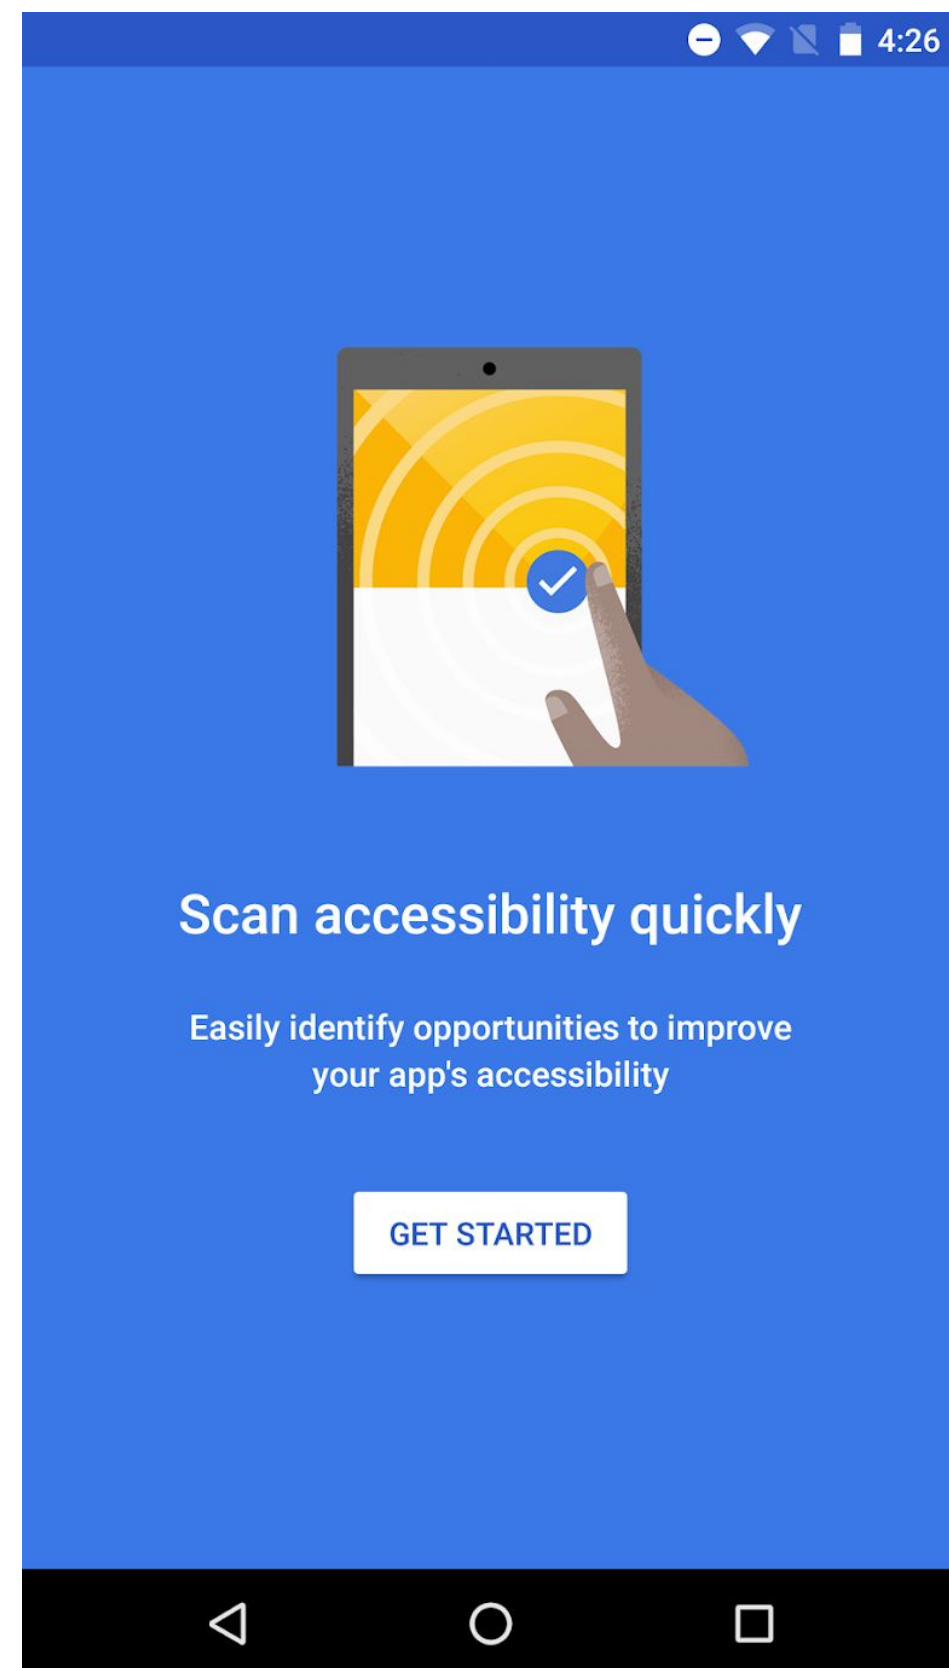 4:26
Scan accessibility quickly
Easily identify opportunities to improve
your app's accessibility
GET STARTED